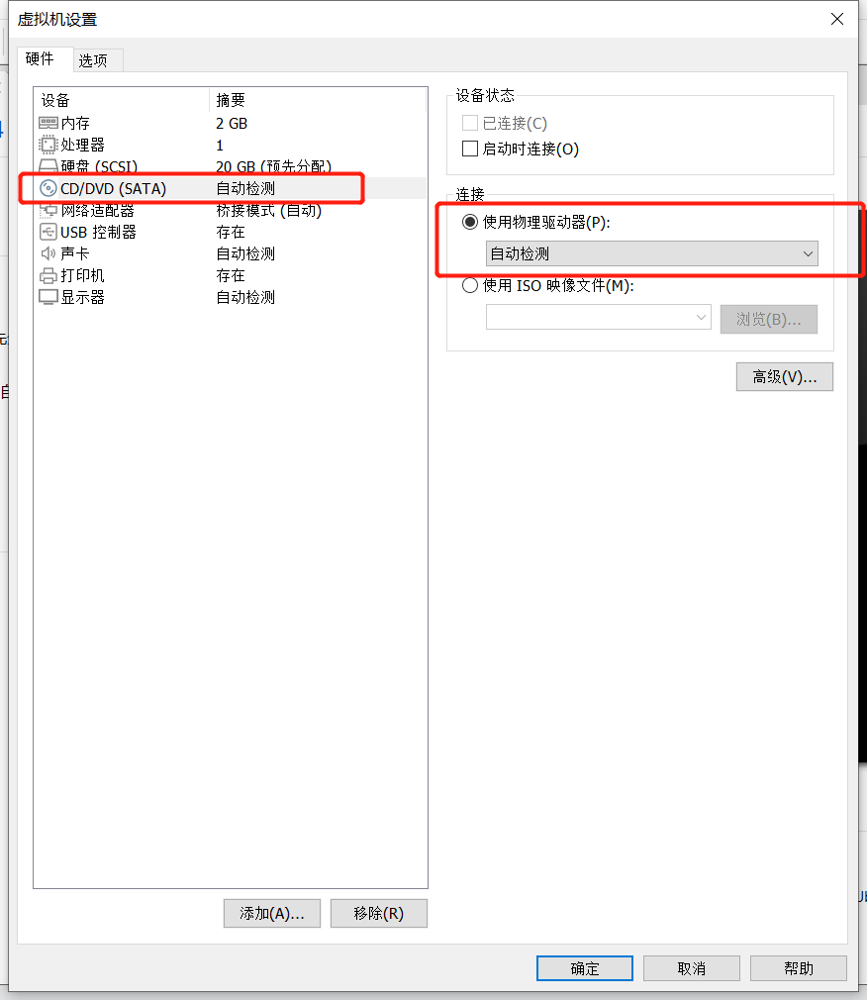 虚拟机设置
硬件 选项
设备 摘要
内存 2 GB
处理器 1
硬盘 (SCSI) 20 GB (预先分配)
CD/DVD (SATA) 自动检测
网络适配器 桥接模式 (自动)
USB 控制器 存在
声卡 自动检测
打印机 存在
显示器 自动检测
添加(A)... 移除(R)
设备状态
已连接(C)
启动时连接(O)
连接
使用物理驱动器(P):
自动检测
使用 ISO 映像文件(M):
浏览(B)...
高级(V)...
确定 取消 帮助